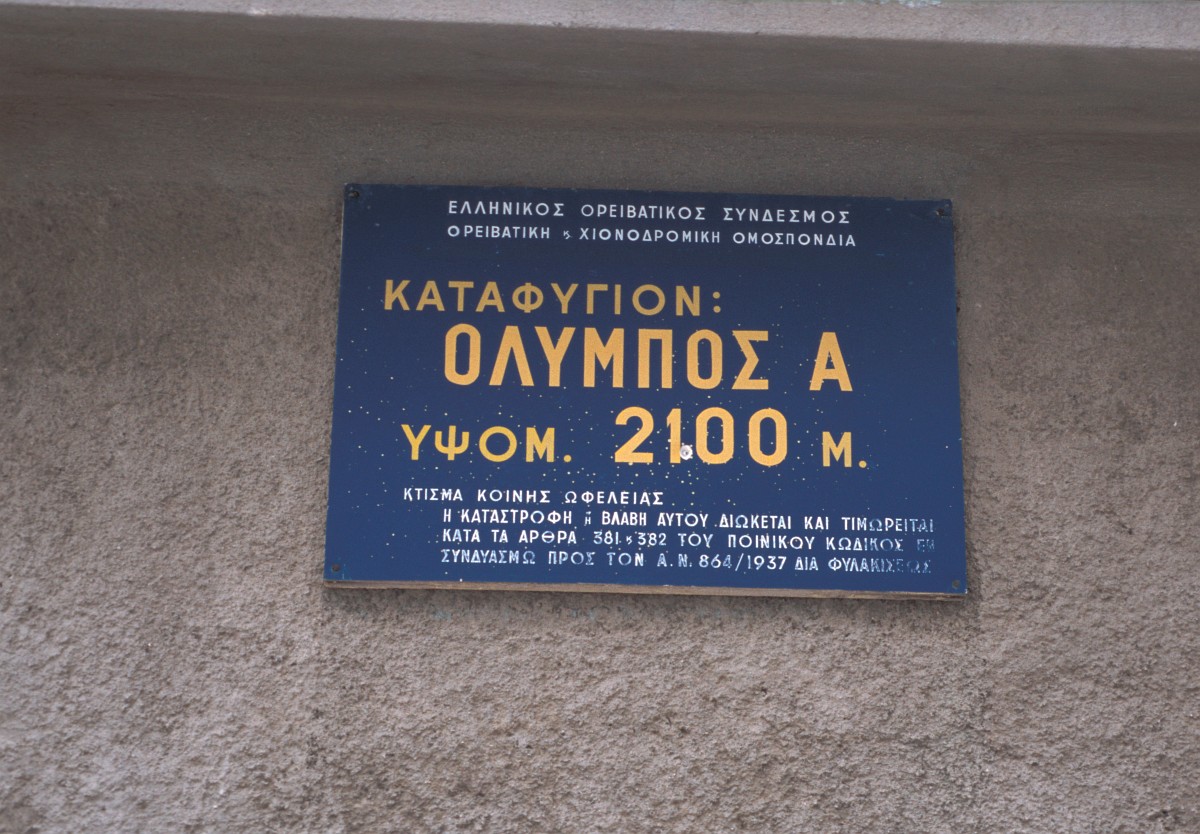 ΕΛΛΗΝΙΚΟΣ ΟΡΕΙΒΑΤΙΚΟΣ ΣΥΝΔΕΣΜΟΣ
ΟΡΕΙΒΑΤΙΚΗ ϗ ΧΙΟΝΟΔΡΟΜΙΚΗ ΟΜΟΣΠΟΝΔΙΑ
ΚΑΤΑΦΥΓΙΟΝ:
ΟΛΥΜΠΟΣ Α
ΥΨΟΜ. 2100 Μ.
ΚΤΙΣΜΑ ΚΟΙΝΗΣ ΩΦΕΛΕΙΑΣ
Η ΚΑΤΑΣΤΡΟΦΗ ἢ ΒΛΑΒΗ ΑΥΤΟΥ ΔΙΩΚΕΤΑΙ ΚΑΙ ΤΙΜΩΡΕΙΤΑΙ
ΚΑΤΑ ΤΑ ΑΡΘΡΑ 381 ϗ 382 ΤΟΥ ΠΟΙΝΙΚΟΥ ΚΩΔΙΚΟΣ ΕΝ
ΣΥΝΔΥΑΣΜΩ ΠΡΟΣ ΤΟΝ Α.Ν. 864/1937 ΔΙΑ ΦΥΛΑΚΙΣΕΩΣ